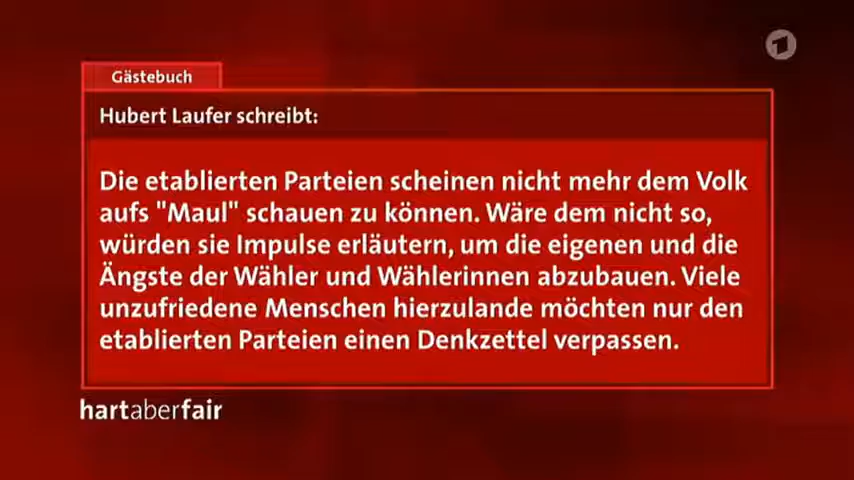 Gästebuch
Hubert Laufer schreibt:
Die etablierten Parteien scheinen nicht mehr dem Volk
aufs "Maul" schauen zu können. Wäre dem nicht so,
würden sie Impulse erläutern, um die eigenen und die
Ängste der Wähler und Wählerinnen abzubauen. Viele
unzufriedene Menschen hierzulande möchten nur den
etablierten Parteien einen Denkzettel verpassen.
hartaberfair